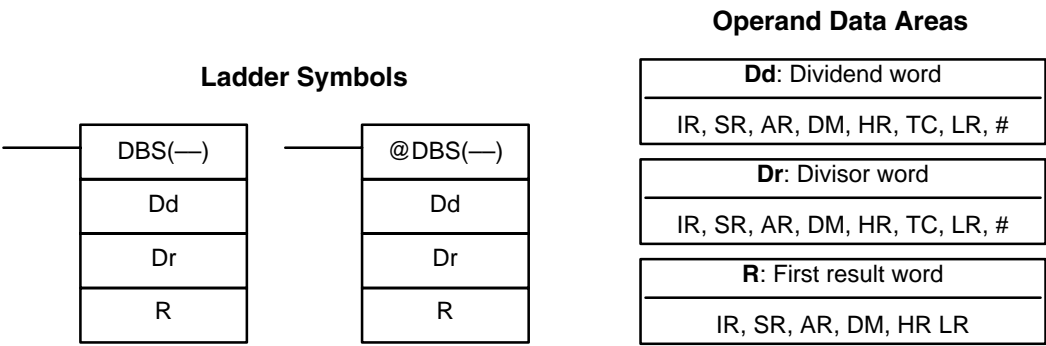 Ladder Symbols
DBS(—)
Dd
Dr
R
@DBS(—)
Dd
Dr
R
Operand Data Areas
Dd: Dividend word
IR, SR, AR, DM, HR, TC, LR, #
Dr: Divisor word
IR, SR, AR, DM, HR, TC, LR, #
R: First result word
IR, SR, AR, DM, HR LR